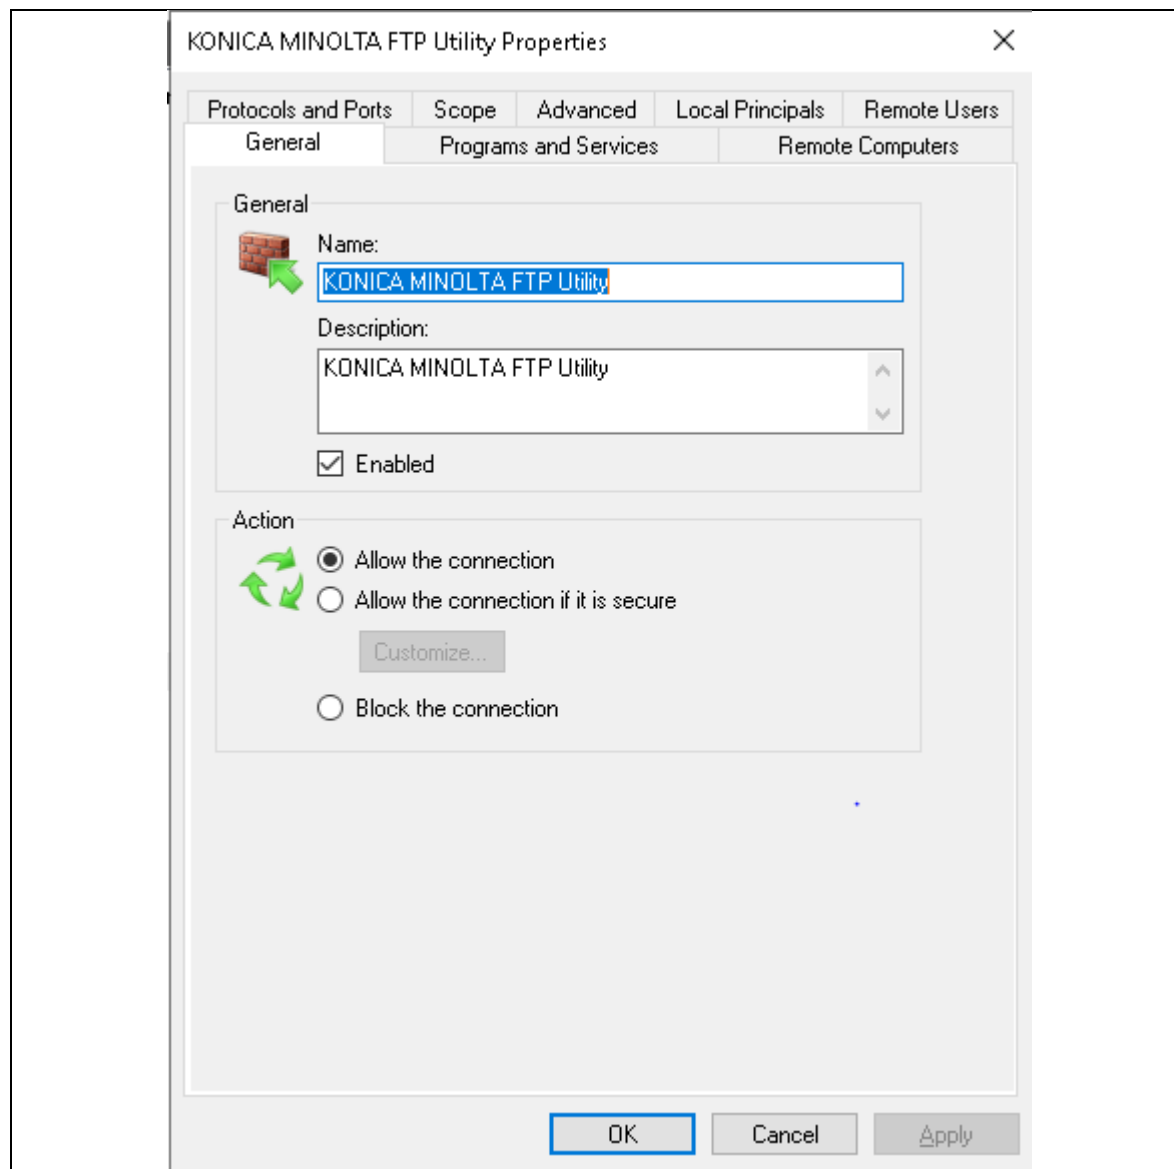 KONICA MINOLTA FTP Utility Properties
Protocols and Ports Scope Advanced Local Principals Remote Users
General Programs and Services Remote Computers
General
Name:
KONICA MINOLTA FTP Utility
Description:
KONICA MINOLTA FTP Utility
Enabled
Action
Allow the connection
Allow the connection if it is secure
Customize...
Block the connection
OK Cancel Apply